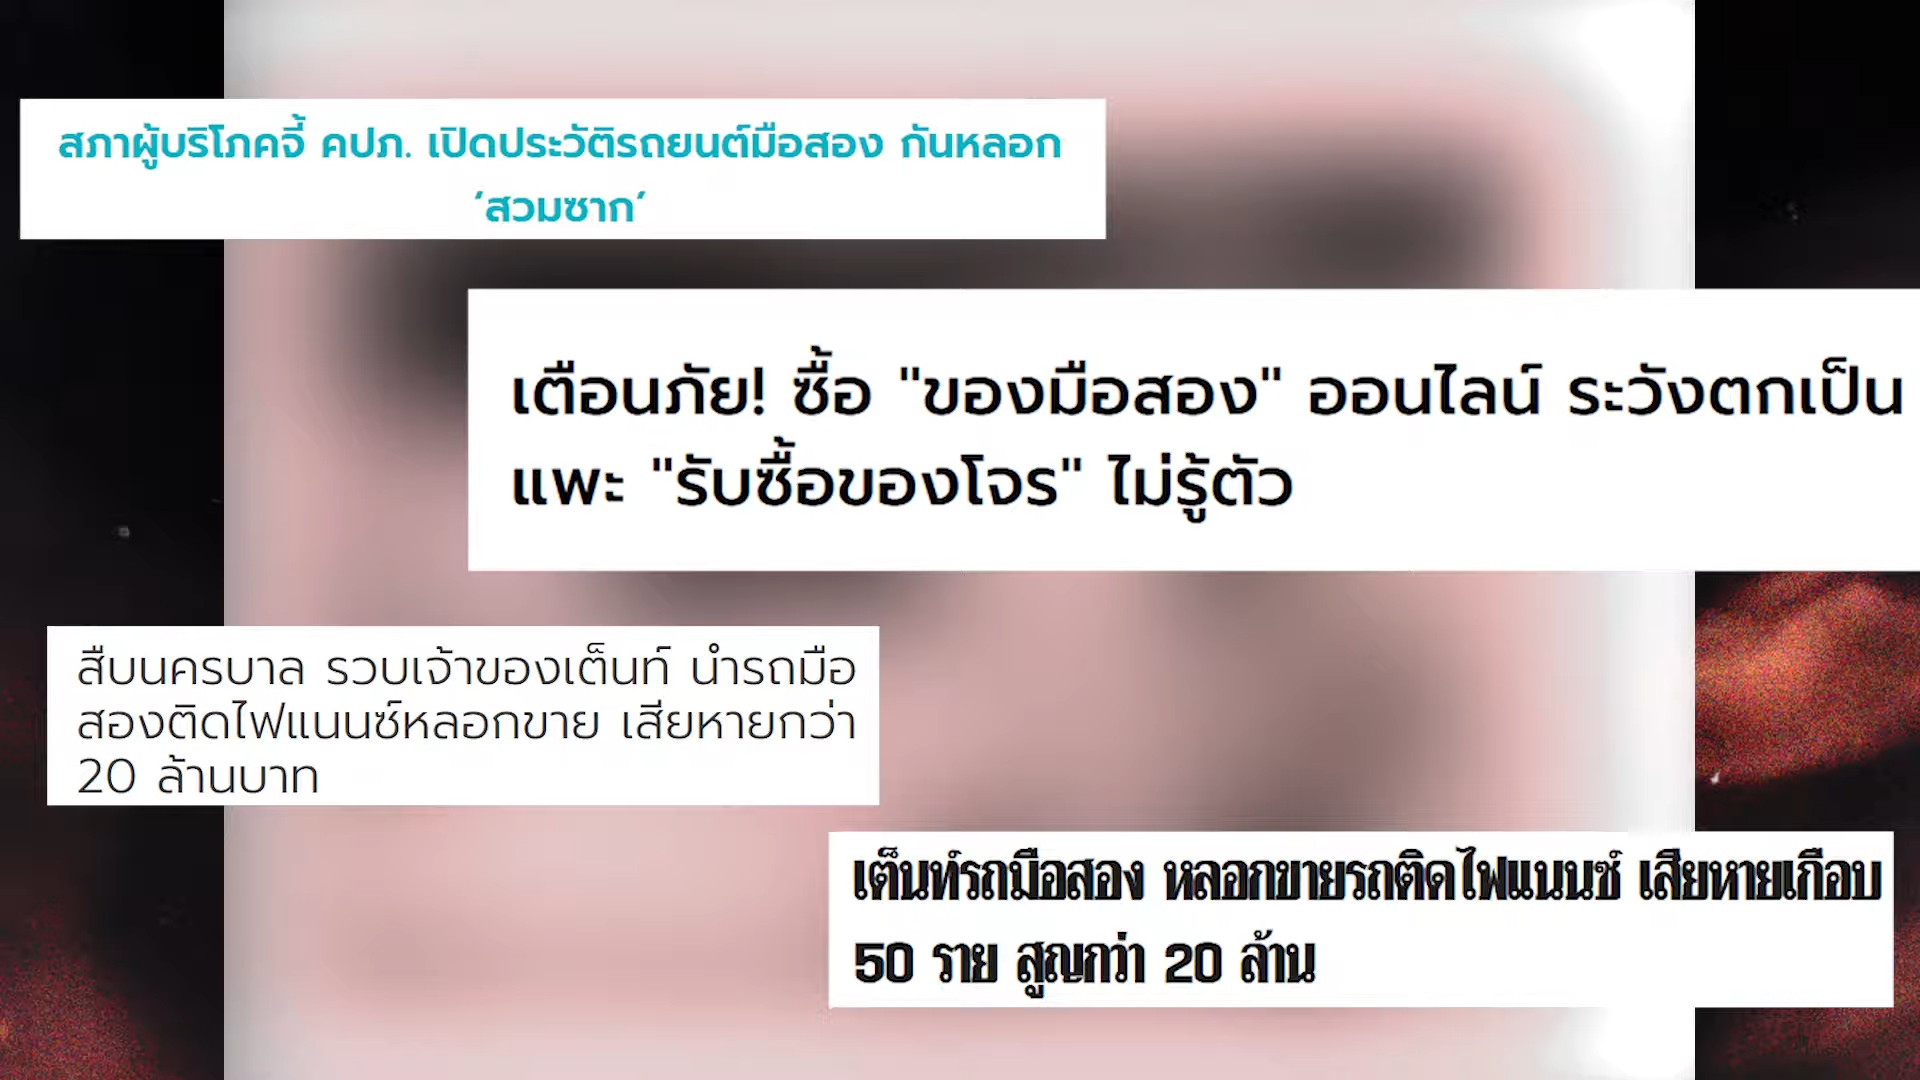 สภาผู้บริโภคจี้ คปภ. เปิดประวัติรถยนต์มือสอง กันหลอก
‘สวมซาก’
เตือนภัย! ซื้อ "ของมือสอง" ออนไลน์ ระวังตกเป็น
แพะ "รับซื้อของโจร" ไม่รู้ตัว
สืบนครบาล รวบเจ้าของเต็นท์ นำรถมือ
สองติดไฟแนนซ์หลอกขาย เสียหายกว่า
20 ล้านบาท
เต็นท์รถมือสอง หลอกขายรถติดไฟแนนซ์ เสียหายเกือบ
50 ราย สูญกว่า 20 ล้าน